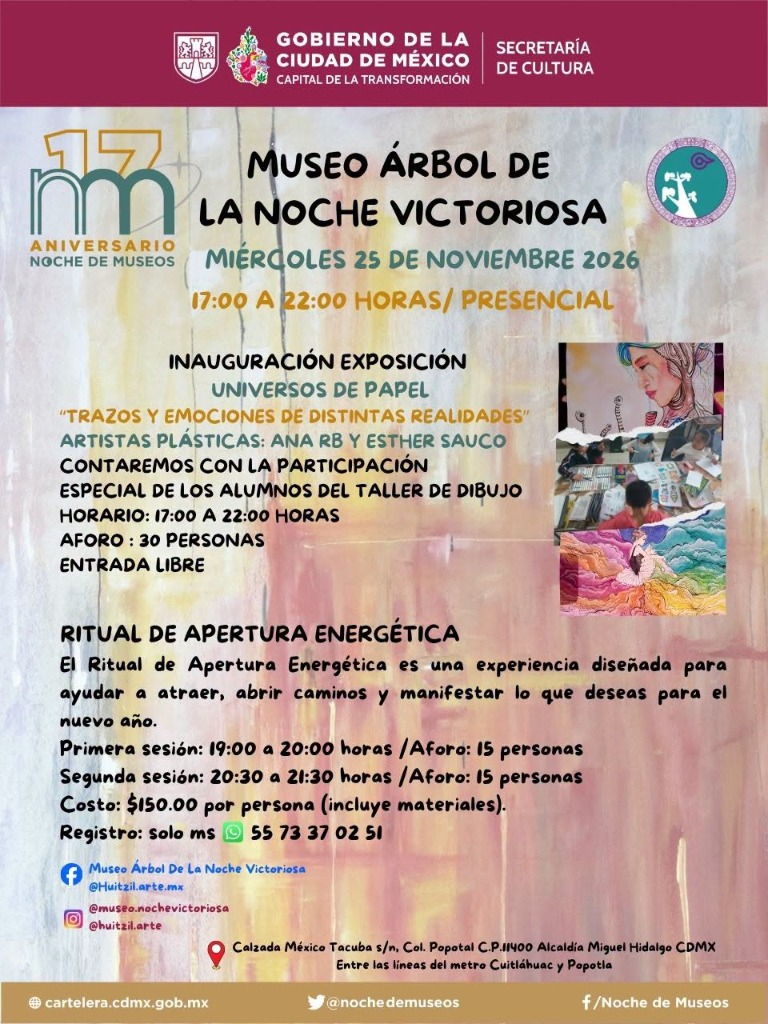 GOBIERNO DE LA
CIUDAD DE MÉXICO
CAPITAL DE LA TRANSFORMACIÓN
SECRETARÍA
DE CULTURA
17
nm
ANIVERSARIO
NOCHE DE MUSEOS
MUSEO ÁRBOL DE
LA NOCHE VICTORIOSA
MIÉRCOLES 25 DE NOVIEMBRE 2026
17:00 A 22:00 HORAS/ PRESENCIAL
INAUGURACIÓN EXPOSICIÓN
UNIVERSOS DE PAPEL
“TRAZOS Y EMOCIONES DE DISTINTAS REALIDADES”
ARTISTAS PLÁSTICAS: ANA RB Y ESTHER SAUCO
CONTAREMOS CON LA PARTICIPACIÓN
ESPECIAL DE LOS ALUMNOS DEL TALLER DE DIBUJO
HORARIO: 17:00 A 22:00 HORAS
AFORO : 30 PERSONAS
ENTRADA LIBRE
RITUAL DE APERTURA ENERGÉTICA
El Ritual de Apertura Energética es una experiencia diseñada para
ayudar a atraer, abrir caminos y manifestar lo que deseas para el
nuevo año.
Primera sesión: 19:00 a 20:00 horas /Aforo: 15 personas
Segunda sesión: 20:30 a 21:30 horas /Aforo: 15 personas
Costo: $150.00 por persona (incluye materiales).
Registro: solo ms 55 73 37 02 51
Museo Árbol De La Noche Victoriosa
@Huitzil.arte.mx
@museo.nochevictoriosa
@huitzil.arte
Calzada México Tacuba s/n, Col. Popotal C.P.11400 Alcaldía Miguel Hidalgo CDMX
Entre las líneas del metro Cuitláhuac y Popotla
cartelera.cdmx.gob.mx
@nochedemuseos
/Noche de Museos